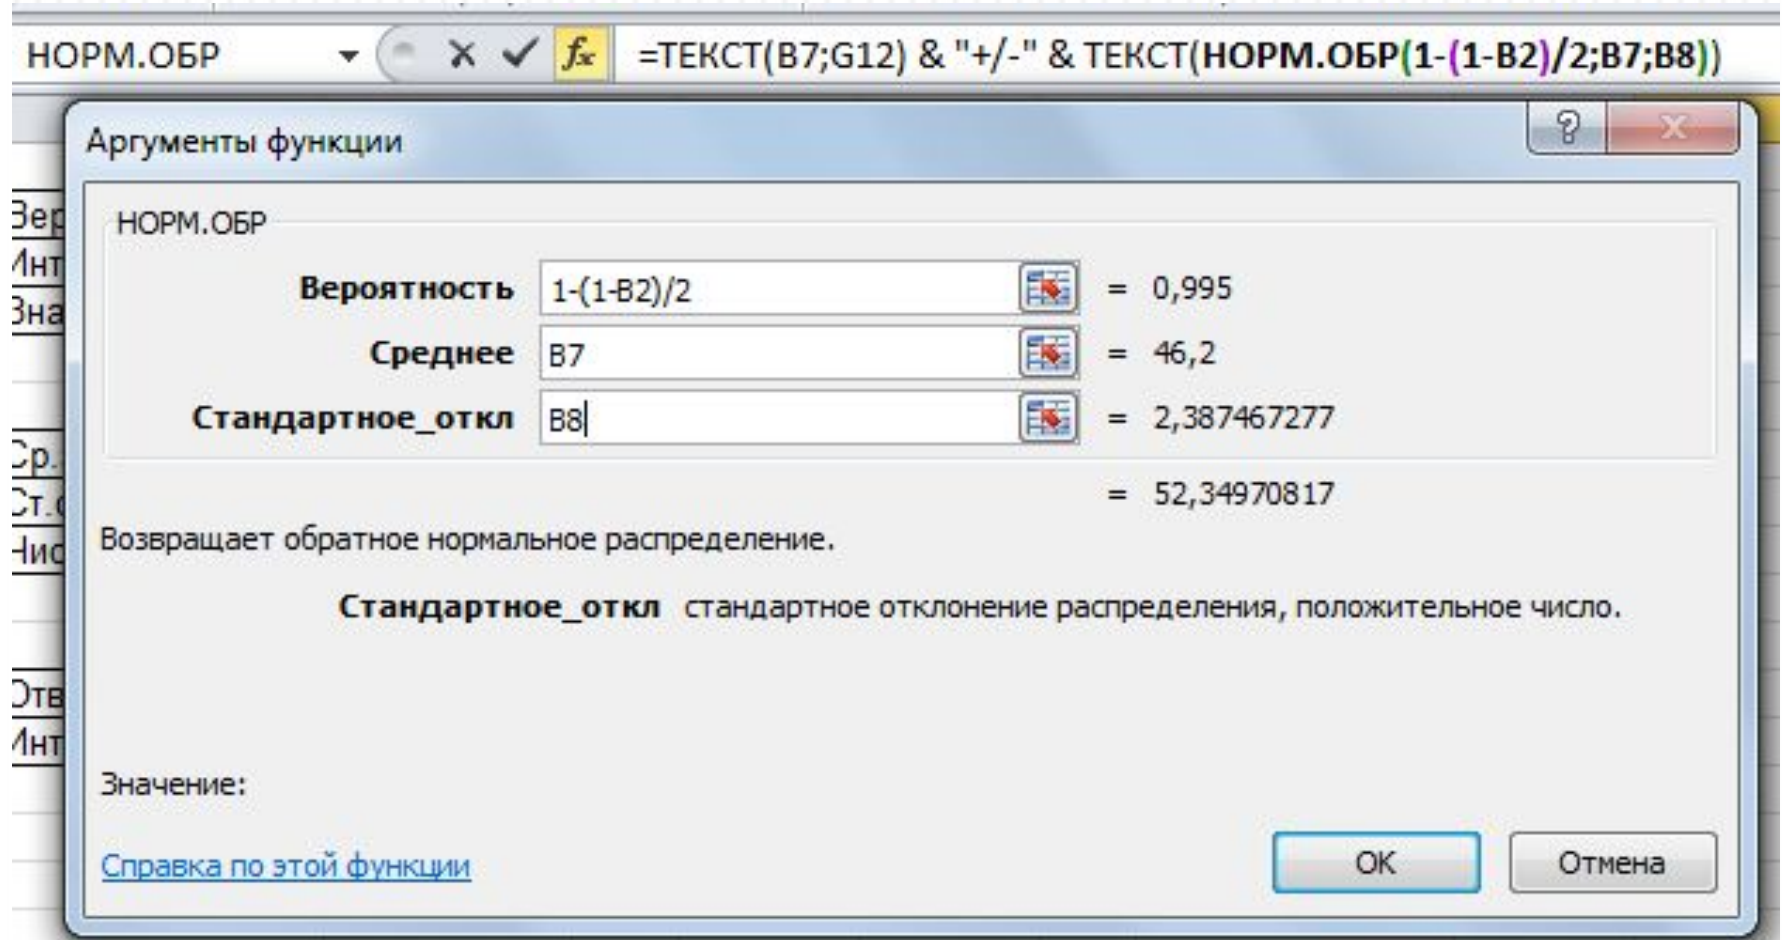 НОРМ.ОБР =ТЕКСТ(B7;G12) & "+/-" & ТЕКСТ(НОРМ.ОБР(1-(1-B2)/2;B7;B8))
Аргументы функции
НОРМ.ОБР
Вероятность 1-(1-B2)/2 = 0,995
Среднее B7 = 46,2
Стандартное_откл B8 = 2,387467277
= 52,34970817
Возвращает обратное нормальное распределение.
Стандартное_откл стандартное отклонение распределения, положительное число.
Значение:
Справка по этой функции
ОК Отмена